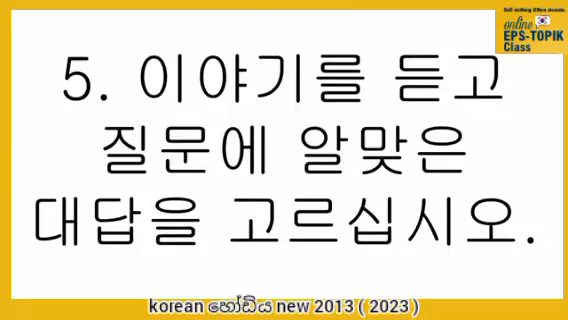 online
EPS-TOPIK
Class
5. 이야기를 듣고
질문에 알맞은
대답을 고르십시오.
korean හෝඩිය new 2013 ( 2023 )